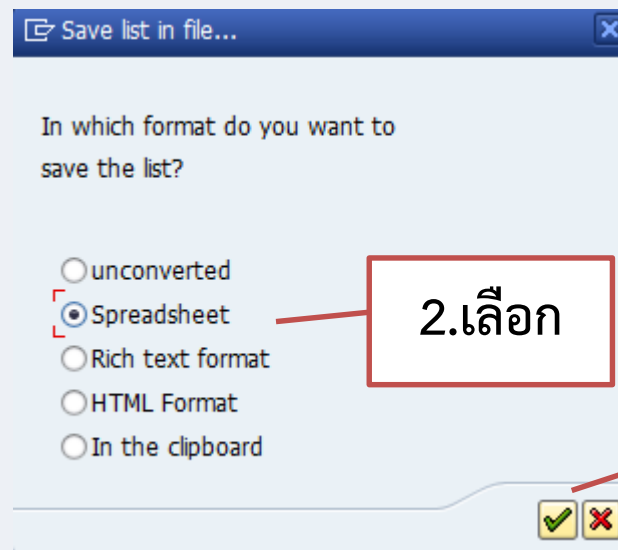 Save list in file...
In which format do you want to
save the list?
unconverted
Spreadsheet
2.เลือก
Rich text format
HTML Format
In the clipboard